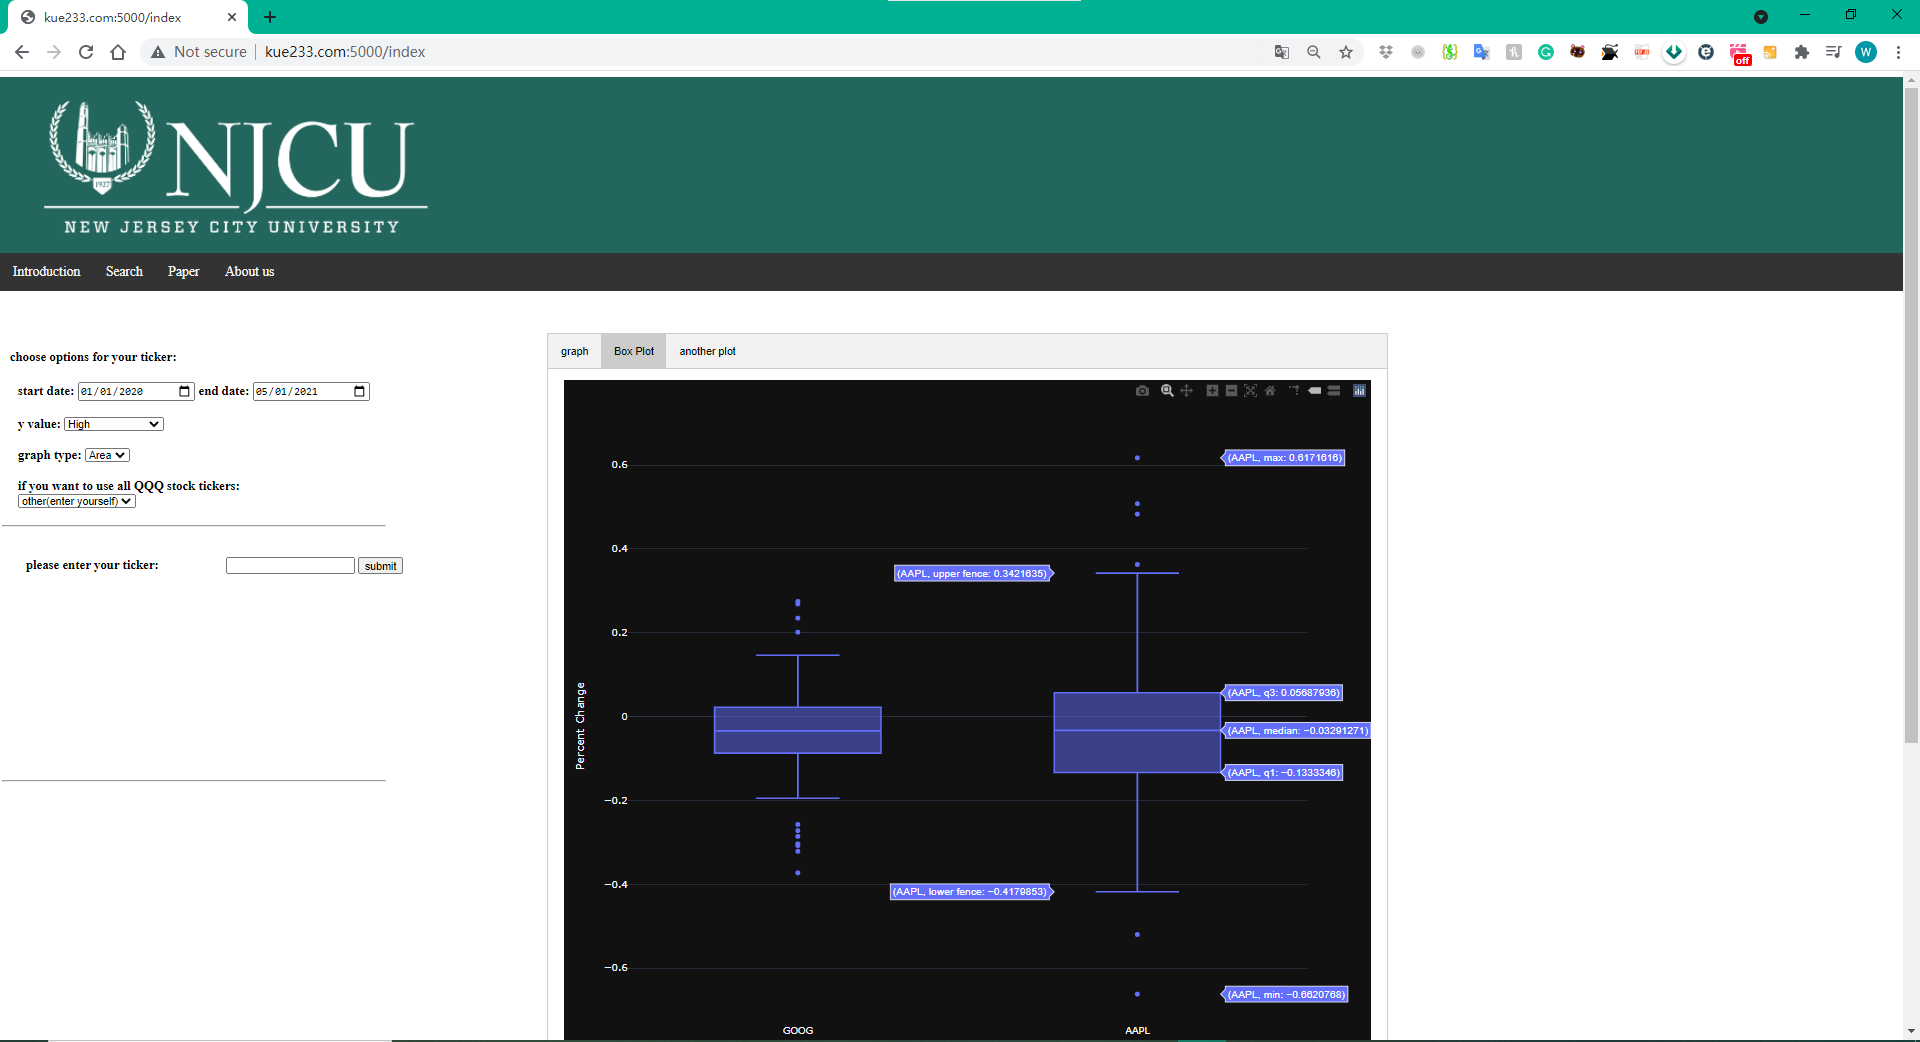 kue233.com:5000/index
Not secure | kue233.com:5000/index
off
W
1927
NJCU
NEW JERSEY CITY UNIVERSITY
Introduction Search Paper About us
choose options for your ticker:
start date: 01/01/2020 end date: 05/01/2021
y value: High
graph type: Area
if you want to use all QQQ stock tickers:
other(enter yourself)
please enter your ticker: submit
graph Box Plot another plot
(AAPL, max: 0.6171616)
0.6
0.4
(AAPL, upper fence: 0.3421635)
0.2
(AAPL, q3: 0.05687936)
Percent Change
0
(AAPL, median: −0.03291271)
(AAPL, q1: −0.1333346)
−0.2
−0.4
(AAPL, lower fence: −0.4179853)
−0.6
(AAPL, min: −0.6620768)
GOOG AAPL